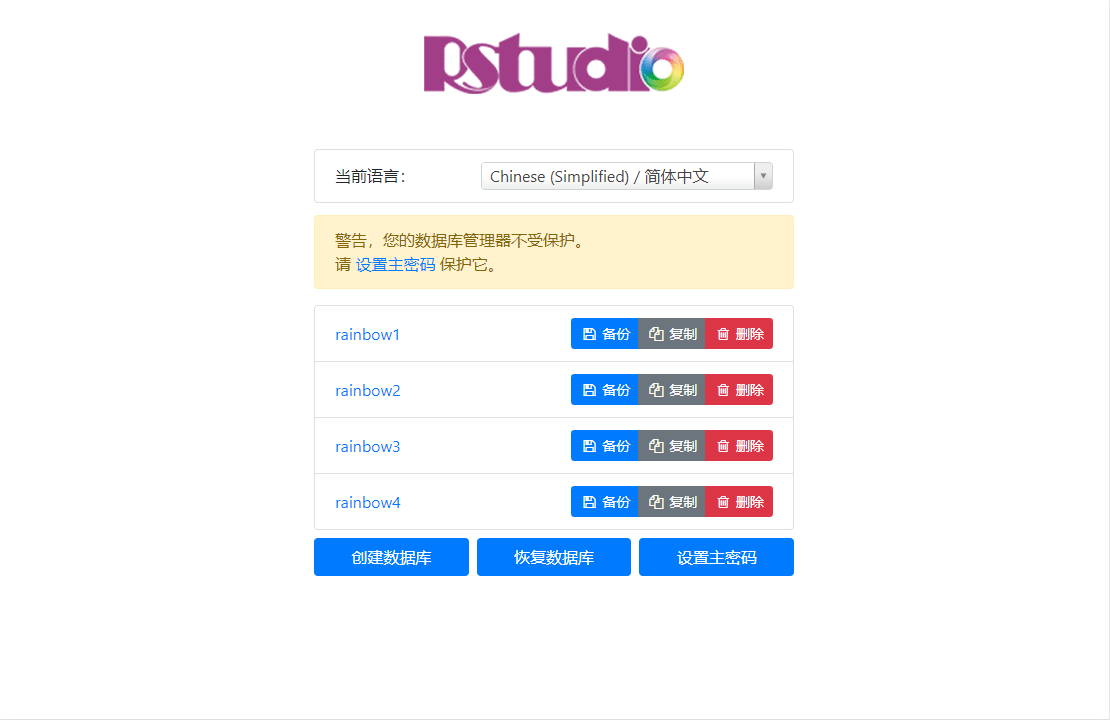 Rstudio
当前语言：
Chinese (Simplified) / 简体中文
警告，您的数据库管理器不受保护。
请 设置主密码 保护它。
rainbow1 备份 复制 删除
rainbow2 备份 复制 删除
rainbow3 备份 复制 删除
rainbow4 备份 复制 删除
创建数据库 恢复数据库 设置主密码